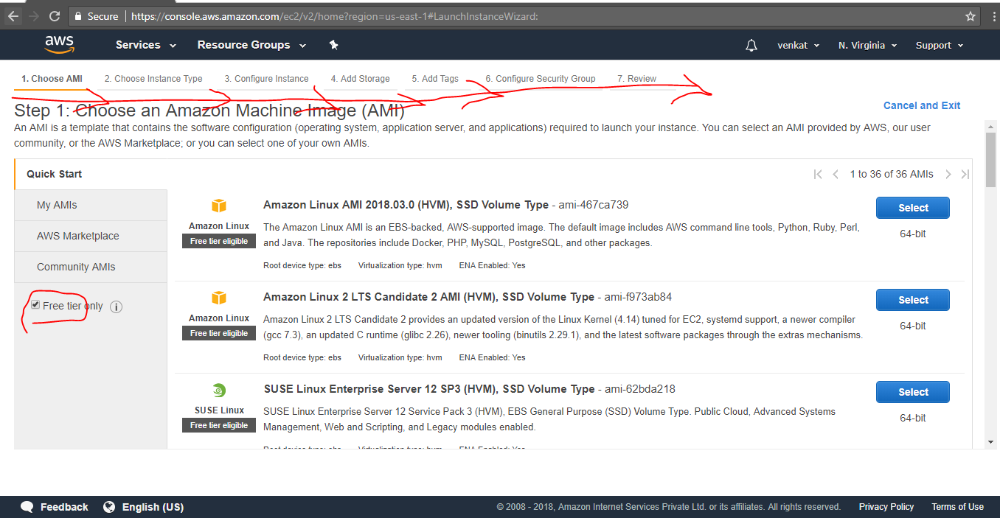 Secure https://console.aws.amazon.com/ec2/v2/home?region=us-east-1#LaunchInstanceWizard:
aws Services Resource Groups venkat N. Virginia Support
1. Choose AMI 2. Choose Instance Type 3. Configure Instance 4. Add Storage 5. Add Tags 6. Configure Security Group 7. Review
Step 1: Choose an Amazon Machine Image (AMI)
Cancel and Exit
An AMI is a template that contains the software configuration (operating system, application server, and applications) required to launch your instance. You can select an AMI provided by AWS, our user
community, or the AWS Marketplace; or you can select one of your own AMIs.
Quick Start
1 to 36 of 36 AMIs
My AMIs
AWS Marketplace
Community AMIs
Free tier only
Amazon Linux
Free tier eligible
Amazon Linux AMI 2018.03.0 (HVM), SSD Volume Type - ami-467ca739
The Amazon Linux AMI is an EBS-backed, AWS-supported image. The default image includes AWS command line tools, Python, Ruby, Perl,
and Java. The repositories include Docker, PHP, MySQL, PostgreSQL, and other packages.
Root device type: ebs Virtualization type: hvm ENA Enabled: Yes
Select
64-bit
Amazon Linux
Free tier eligible
Amazon Linux 2 LTS Candidate 2 AMI (HVM), SSD Volume Type - ami-f973ab84
Amazon Linux 2 LTS Candidate 2 provides an updated version of the Linux Kernel (4.14) tuned for EC2, systemd support, a newer compiler
(gcc 7.3), an updated C runtime (glibc 2.26), newer tooling (binutils 2.29.1), and the latest software packages through the extras mechanisms.
Root device type: ebs Virtualization type: hvm ENA Enabled: Yes
Select
64-bit
SUSE Linux
Free tier eligible
SUSE Linux Enterprise Server 12 SP3 (HVM), SSD Volume Type - ami-62bda218
SUSE Linux Enterprise Server 12 Service Pack 3 (HVM), EBS General Purpose (SSD) Volume Type. Public Cloud, Advanced Systems
Management, Web and Scripting, and Legacy modules enabled.
Root device type: ebs Virtualization type: hvm ENA Enabled: Yes
Select
64-bit
Feedback English (US) © 2008 - 2018, Amazon Internet Services Private Ltd. or its affiliates. All rights reserved. Privacy Policy Terms of Use